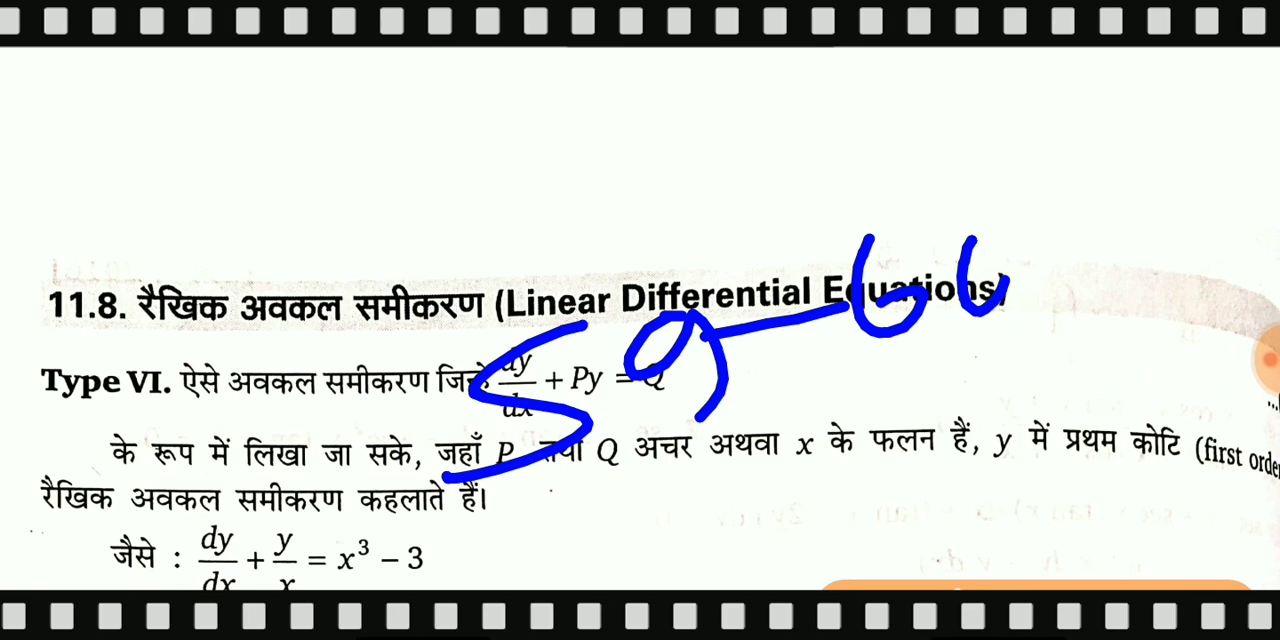 11.8. रैखिक अवकल समीकरण (Linear Differential Equations)
59-66
Type VI. ऐसे अवकल समीकरण जिन्हें dy/dx + Py = Q
के रूप में लिखा जा सके, जहाँ P तथा Q अचर अथवा x के फलन हैं, y में प्रथम कोटि (first order
रैखिक अवकल समीकरण कहलाते हैं।
जैसे : dy/dx + y/x = x³ − 3